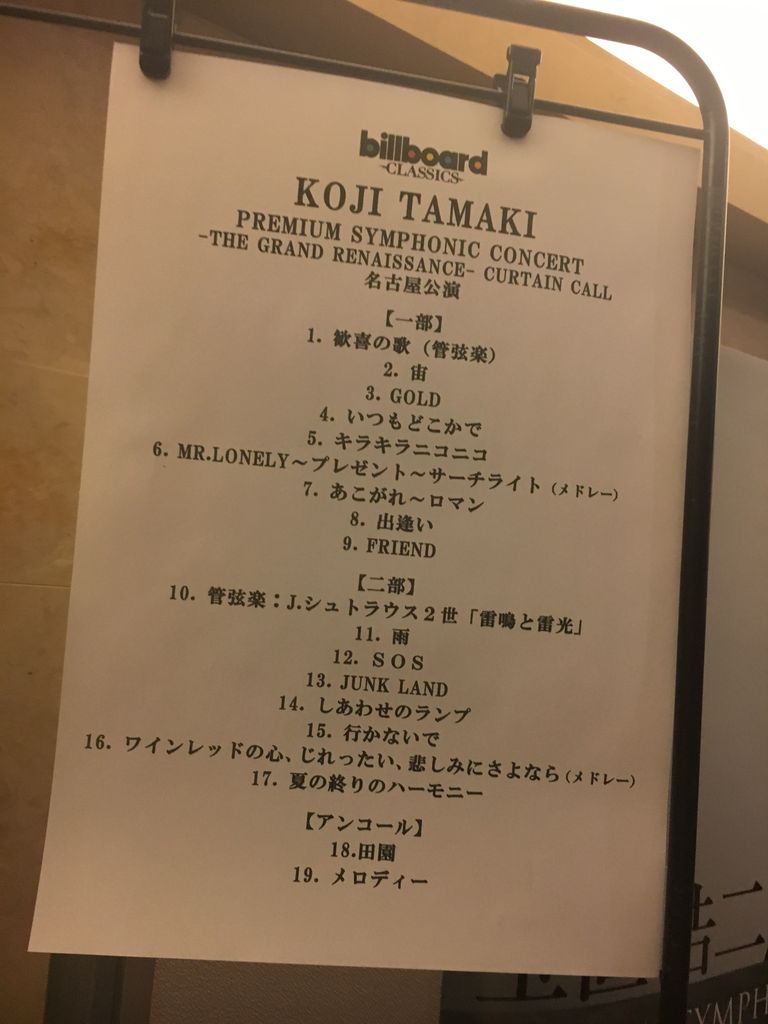 billboard
CLASSICS
KOJI TAMAKI
PREMIUM SYMPHONIC CONCERT
-THE GRAND RENAISSANCE- CURTAIN CALL
名古屋公演
【一部】
1. 歓喜の歌（管弦楽）
2. 宙
3. GOLD
4. いつもどこかで
5. キラキラニコニコ
6. MR.LONELY～プレゼント～サーチライト（メドレー）
7. あこがれ～ロマン
8. 出逢い
9. FRIEND
【二部】
10. 管弦楽：J.シュトラウス２世「雷鳴と雷光」
11. 雨
12. ＳＯＳ
13. JUNK LAND
14. しあわせのランプ
15. 行かないで
16. ワインレッドの心、じれったい、悲しみにさよなら（メドレー）
17. 夏の終りのハーモニー
【アンコール】
18.田園
19. メロディー